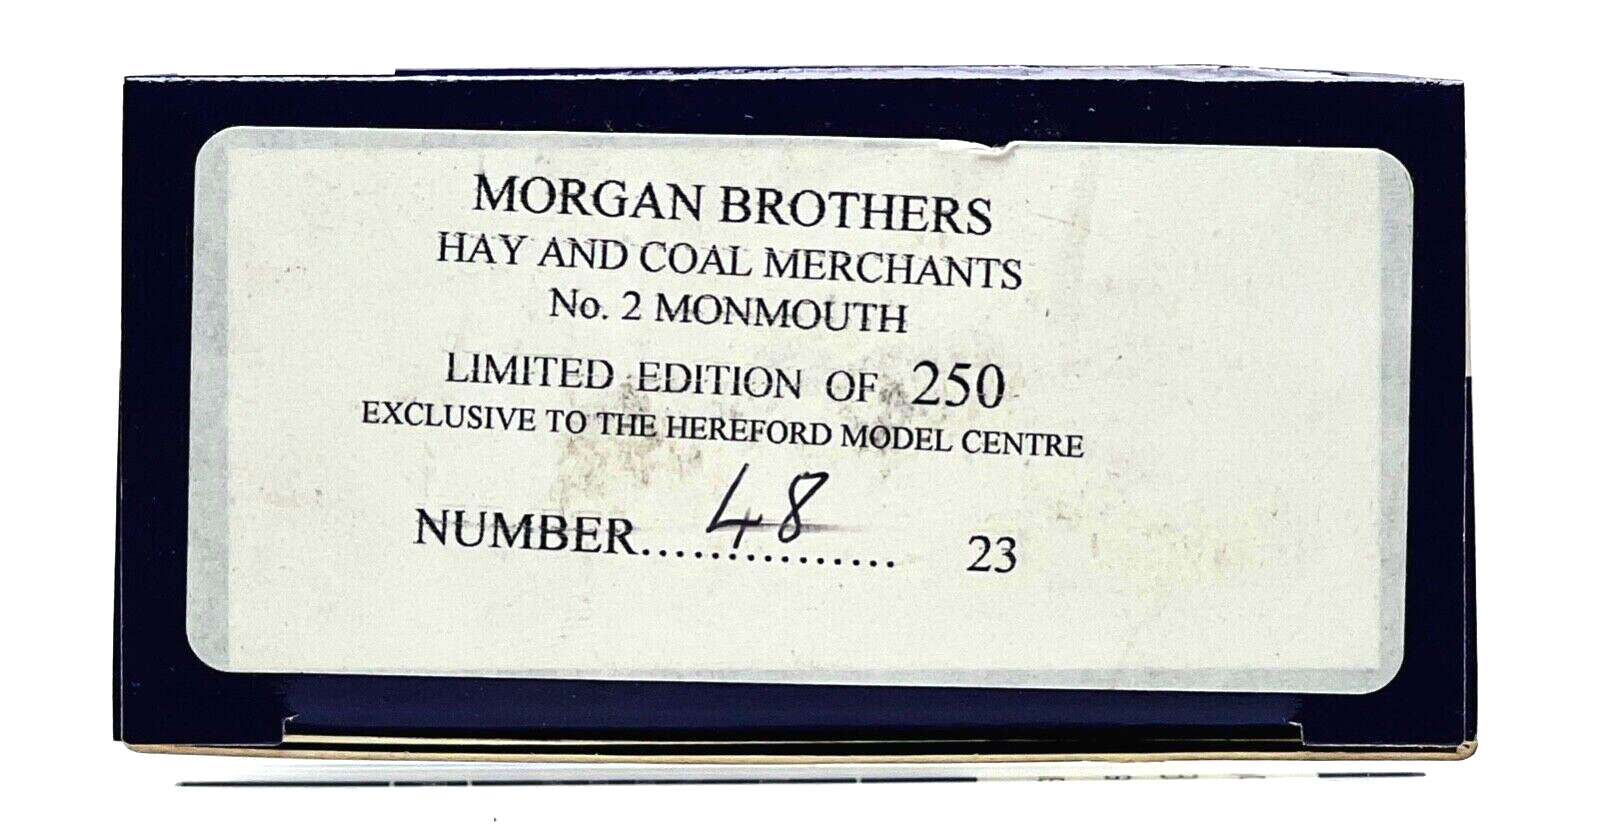 MORGAN BROTHERS
HAY AND COAL MERCHANTS
No. 2 MONMOUTH
LIMITED EDITION OF 250
EXCLUSIVE TO THE HEREFORD MODEL CENTRE
NUMBER............... 48 23